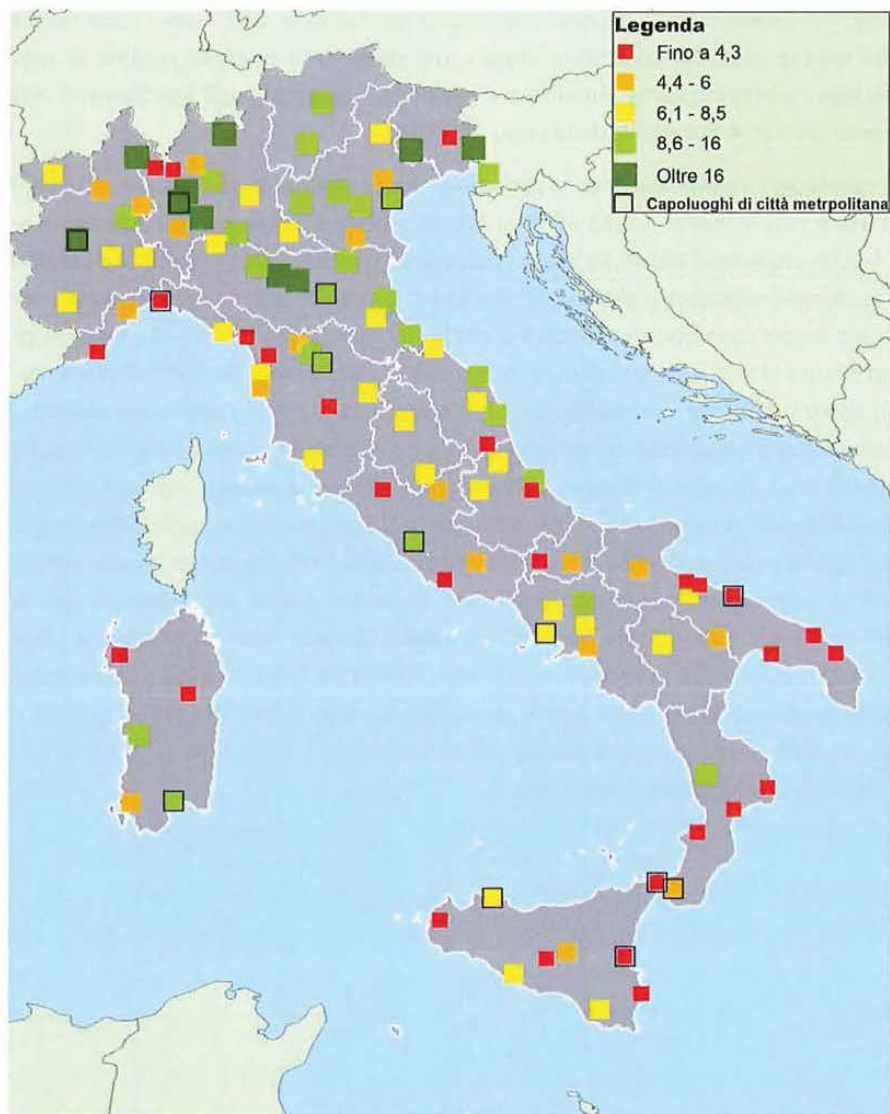 Legenda
Fino a 4,3
4,4 - 6
6,1 - 8,5
8,6 - 16
Oltre 16
Capoluoghi di città metrpolitana